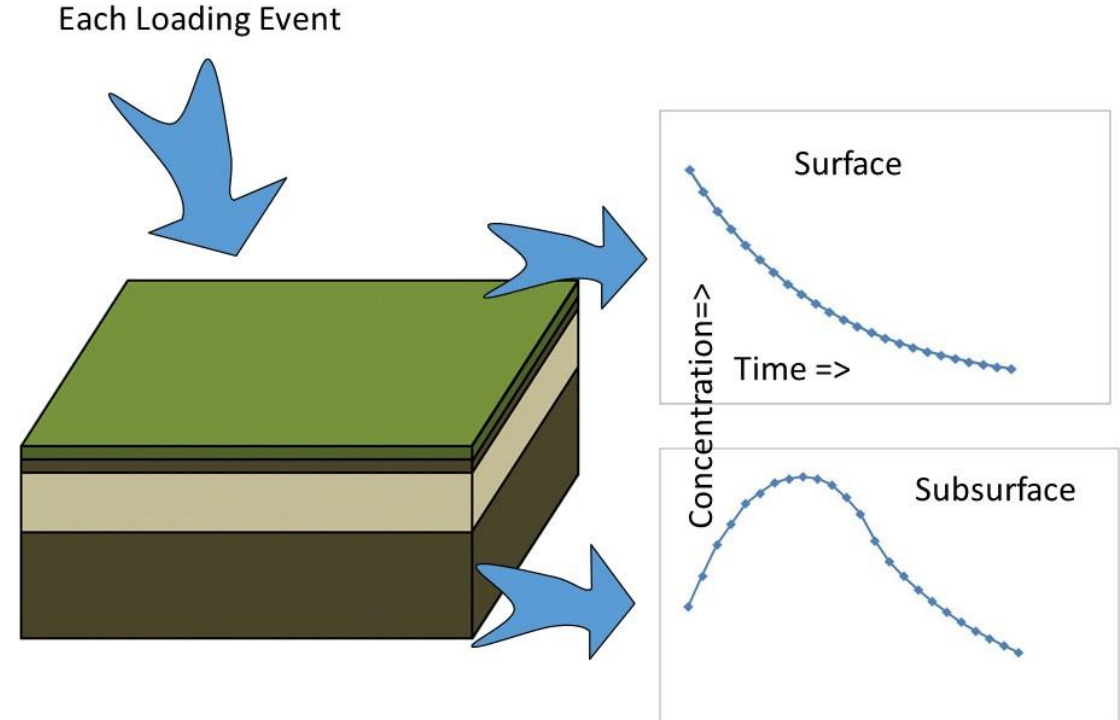 Each Loading Event
Surface
Concentration=>
Time =>
Subsurface